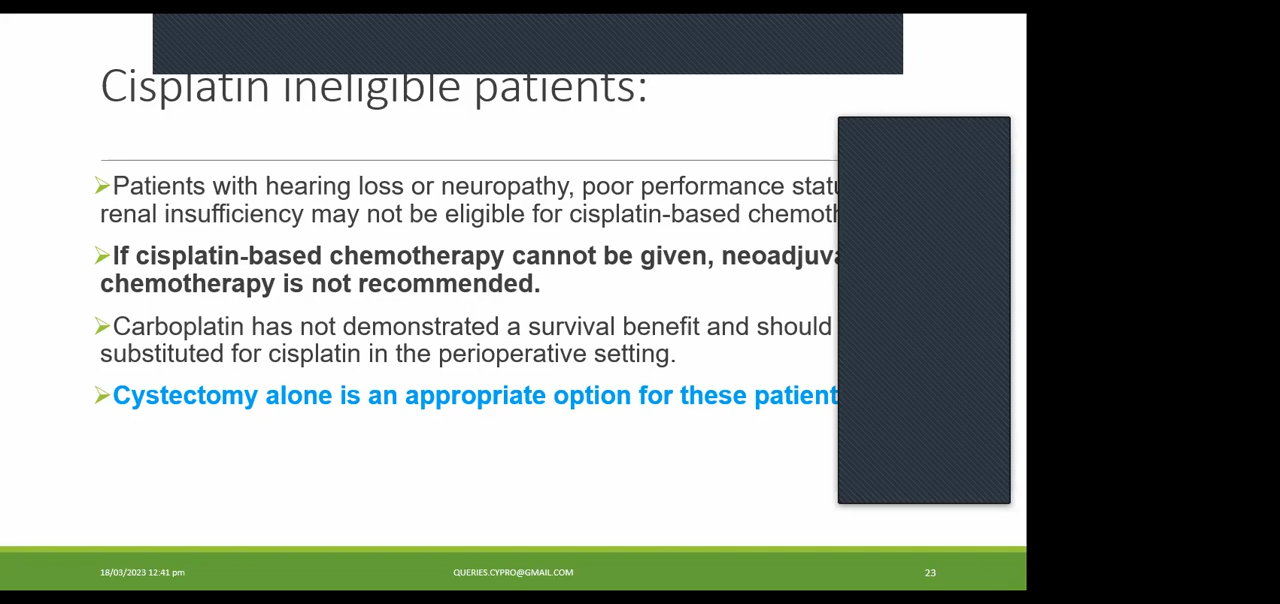 Cisplatin ineligible patients:
➢Patients with hearing loss or neuropathy, poor performance
renal insufficiency may not be eligible for cisplatin-based
➢If cisplatin-based chemotherapy cannot be given,
chemotherapy is not recommended.
➢Carboplatin has not demonstrated a survival benefit and should
substituted for cisplatin in the perioperative setting.
➢Cystectomy alone is an appropriate option for these patient
18/03/2023 12:41 pm
QUERIES.CYPRO@GMAIL.COM
23